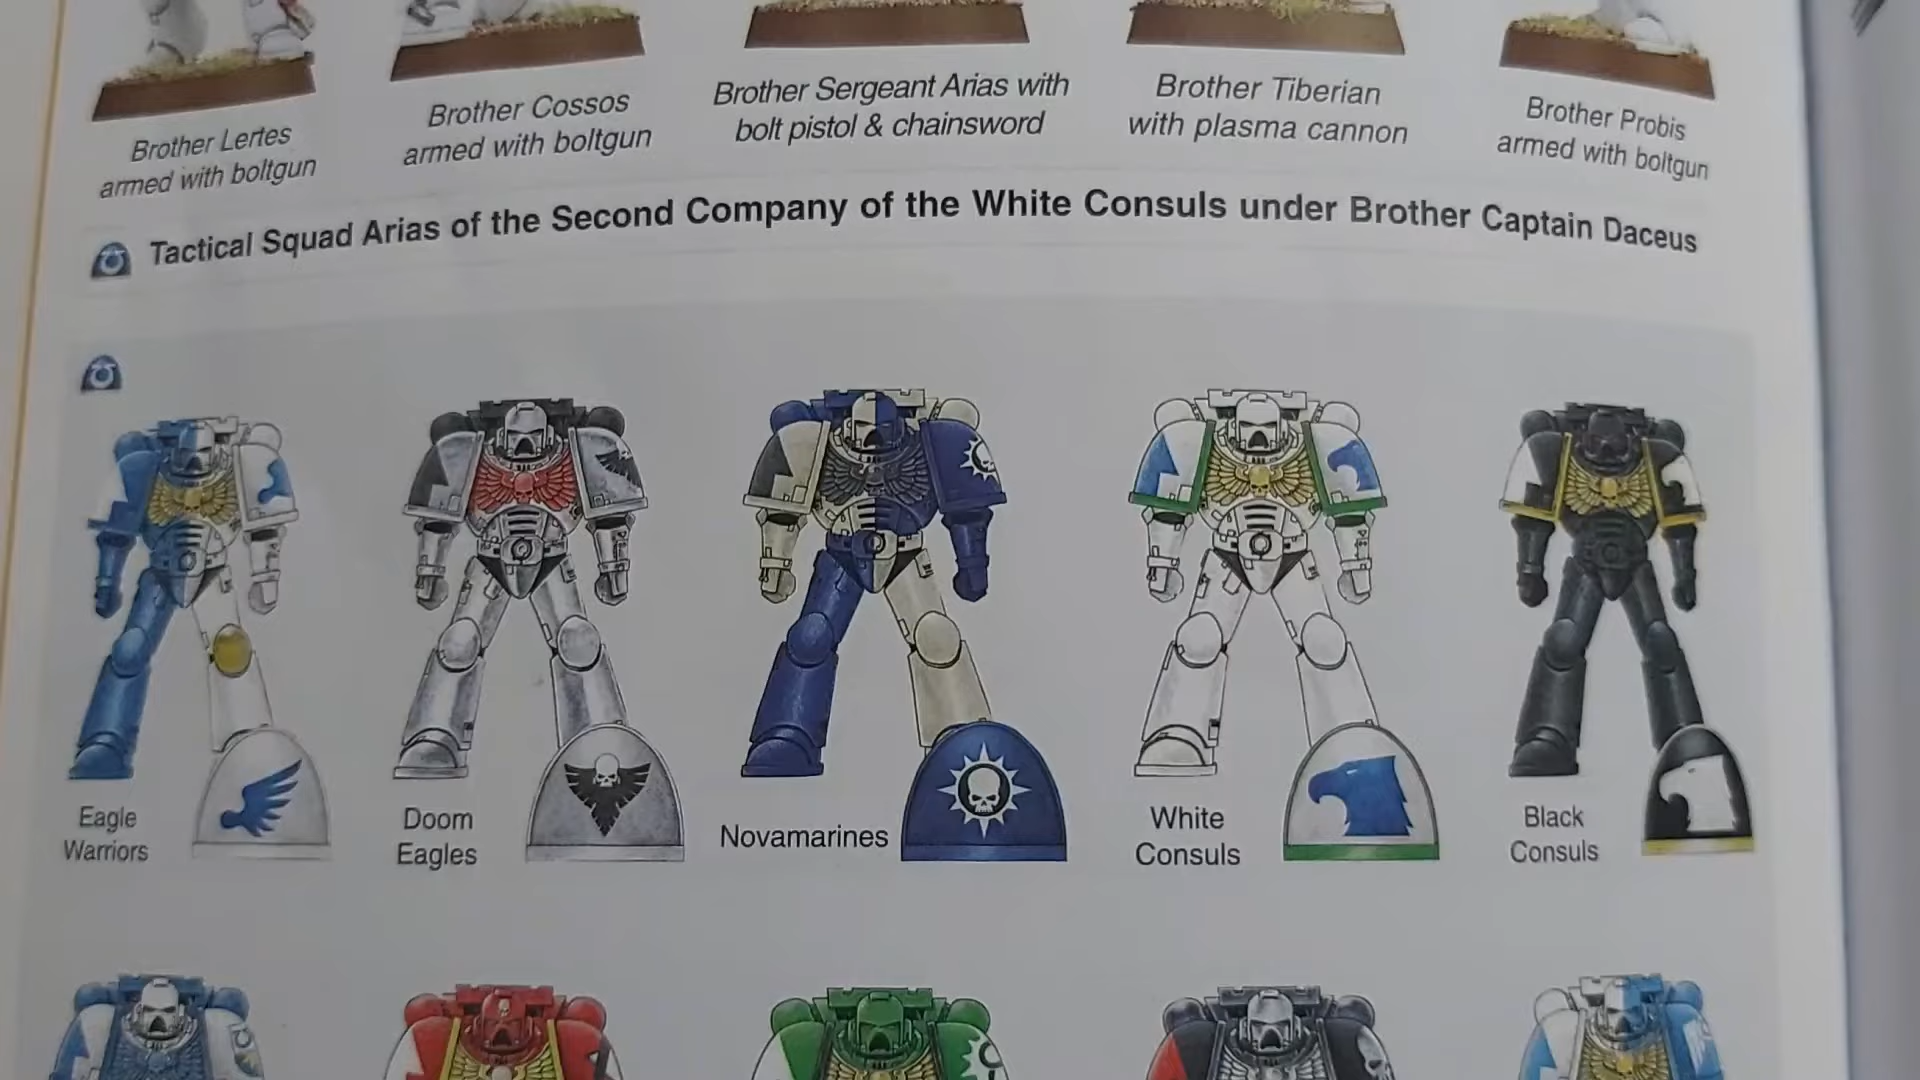 Brother Lertes
armed with boltgun
Brother Cossos
armed with boltgun
Brother Sergeant Arias with
bolt pistol & chainsword
Brother Tiberian
with plasma cannon
Brother Probis
armed with boltgun
Tactical Squad Arias of the Second Company of the White Consuls under Brother Captain Daceus
Eagle
Warriors
Doom
Eagles
Novamarines
White
Consuls
Black
Consuls